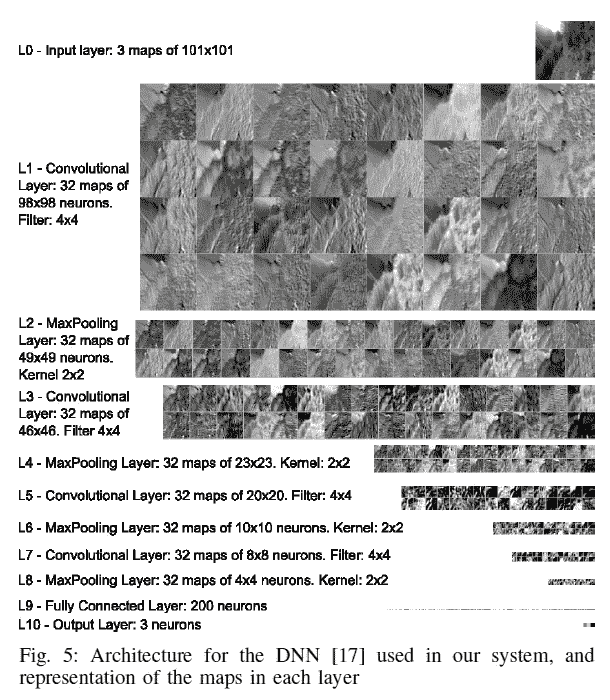 L0 - Input layer: 3 maps of 101x101
L1 - Convolutional
Layer: 32 maps of
98x98 neurons.
Filter: 4x4
L2 - MaxPooling
Layer: 32 maps of
49x49 neurons.
Kernel 2x2
L3 - Convolutional
Layer: 32 maps of
46x46. Filter 4x4
L4 - MaxPooling Layer: 32 maps of 23x23. Kernel: 2x2
L5 - Convolutional Layer: 32 maps of 20x20. Filter: 4x4
L6 - MaxPooling Layer: 32 maps of 10x10 neurons. Kernel: 2x2
L7 - Convolutional Layer: 32 maps of 8x8 neurons. Filter: 4x4
L8 - MaxPooling Layer: 32 maps of 4x4 neurons. Kernel: 2x2
L9 - Fully Connected Layer: 200 neurons
L10 - Output Layer: 3 neurons
Fig. 5: Architecture for the DNN [17] used in our system, and
representation of the maps in each layer